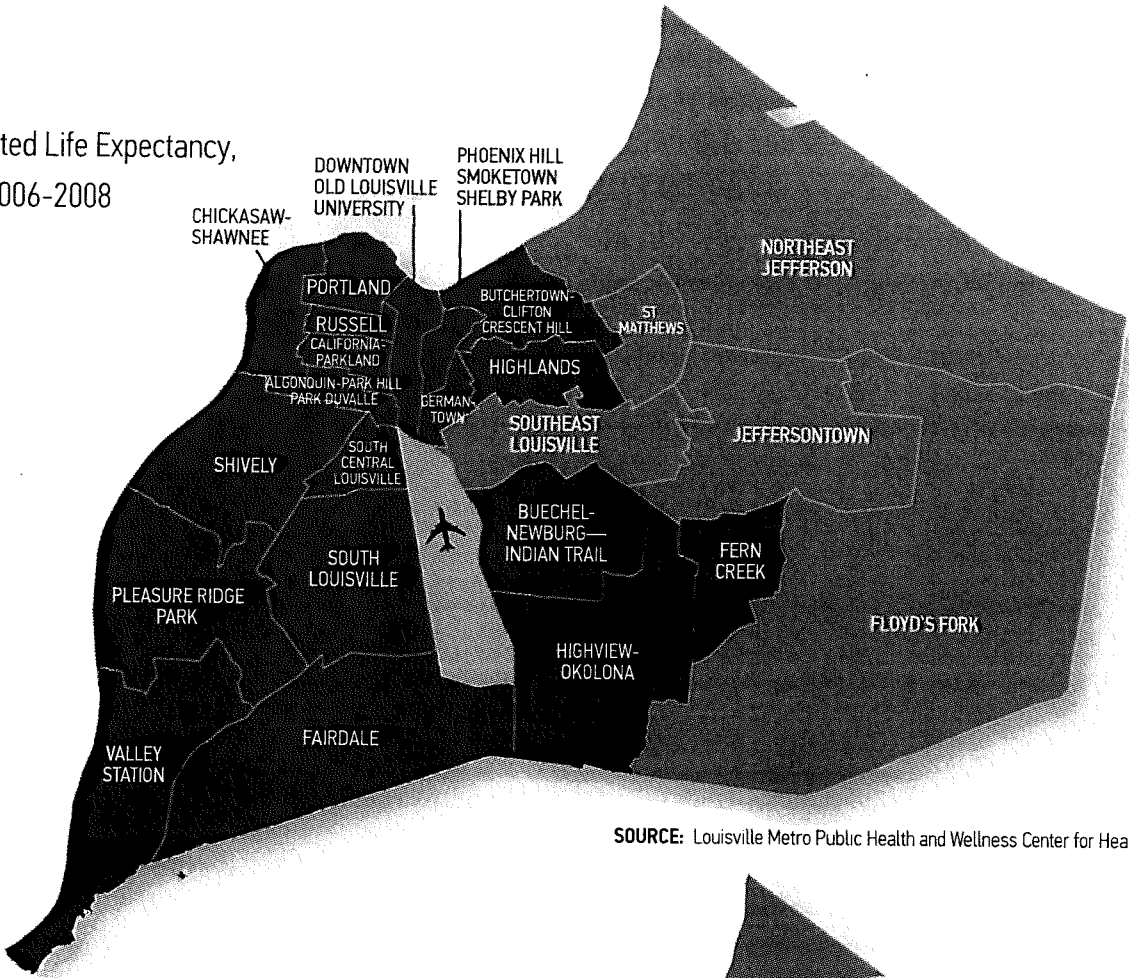 ted Life Expectancy,
006-2008
DOWNTOWN
OLD LOUISVILLE
UNIVERSITY
PHOENIX HILL
SMOKETOWN
SHELBY PARK
CHICKASAW-
SHAWNEE
NORTHEAST
JEFFERSON
PORTLAND
BUTCHERTOWN-
CLIFTON
CRESCENT HILL
ST
MATTHEWS
RUSSELL
CALIFORNIA-
PARKLAND
HIGHLANDS
ALGONQUIN-PARK HILL
PARK DUVALLE
GERMAN-
TOWN
SOUTHEAST
LOUISVILLE
JEFFERSONTOWN
SHIVELY
SOUTH
CENTRAL
LOUISVILLE
BUECHEL-
NEWBURG—
INDIAN TRAIL
FERN
CREEK
SOUTH
LOUISVILLE
PLEASURE RIDGE
PARK
FLOYD'S FORK
HIGHVIEW-
OKOLONA
FAIRDALE
VALLEY
STATION
SOURCE: Louisville Metro Public Health and Wellness Center for Hea